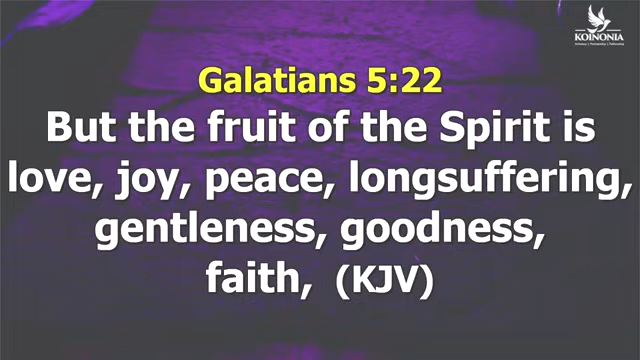 KOINONIA
Galatians 5:22
But the fruit of the Spirit is
love, joy, peace, longsuffering,
gentleness, goodness,
faith, (KJV)